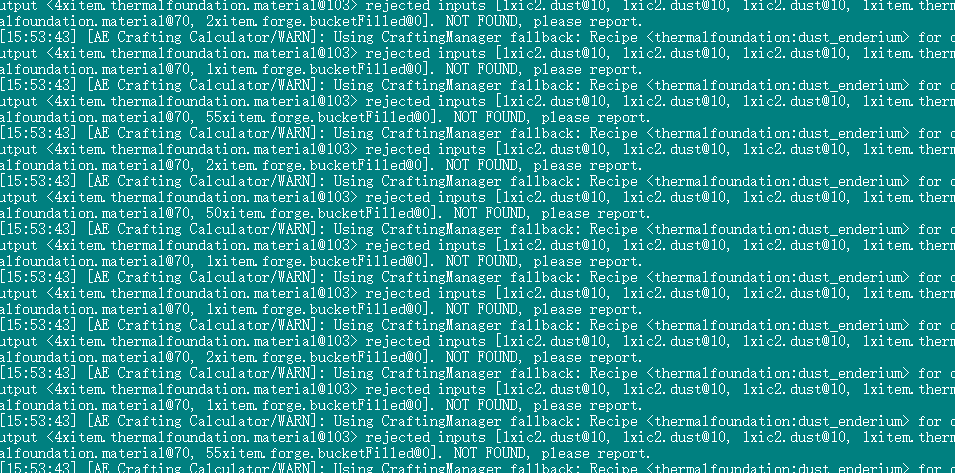 utput <4xitem.thermalfoundation.material@103> rejected inputs [1xic2.dust@10, 1xic2.dust@10, 1xic2.dust@10, 1xitem.therm
alfoundation.material@70, 2xitem.forge.bucketFilled@0]. NOT FOUND, please report.
[15:53:43] [AE Crafting Calculator/WARN]: Using CraftingManager fallback: Recipe <thermalfoundation:dust_enderium> for o
utput <4xitem.thermalfoundation.material@103> rejected inputs [1xic2.dust@10, 1xic2.dust@10, 1xic2.dust@10, 1xitem.therm
alfoundation.material@70, 1xitem.forge.bucketFilled@0]. NOT FOUND, please report.
[15:53:43] [AE Crafting Calculator/WARN]: Using CraftingManager fallback: Recipe <thermalfoundation:dust_enderium> for o
utput <4xitem.thermalfoundation.material@103> rejected inputs [1xic2.dust@10, 1xic2.dust@10, 1xic2.dust@10, 1xitem.therm
alfoundation.material@70, 55xitem.forge.bucketFilled@0]. NOT FOUND, please report.
[15:53:43] [AE Crafting Calculator/WARN]: Using CraftingManager fallback: Recipe <thermalfoundation:dust_enderium> for o
utput <4xitem.thermalfoundation.material@103> rejected inputs [1xic2.dust@10, 1xic2.dust@10, 1xic2.dust@10, 1xitem.therm
alfoundation.material@70, 2xitem.forge.bucketFilled@0]. NOT FOUND, please report.
[15:53:43] [AE Crafting Calculator/WARN]: Using CraftingManager fallback: Recipe <thermalfoundation:dust_enderium> for o
utput <4xitem.thermalfoundation.material@103> rejected inputs [1xic2.dust@10, 1xic2.dust@10, 1xic2.dust@10, 1xitem.therm
alfoundation.material@70, 50xitem.forge.bucketFilled@0]. NOT FOUND, please report.
[15:53:43] [AE Crafting Calculator/WARN]: Using CraftingManager fallback: Recipe <thermalfoundation:dust_enderium> for o
utput <4xitem.thermalfoundation.material@103> rejected inputs [1xic2.dust@10, 1xic2.dust@10, 1xic2.dust@10, 1xitem.therm
alfoundation.material@70, 1xitem.forge.bucketFilled@0]. NOT FOUND, please report.
[15:53:43] [AE Crafting Calculator/WARN]: Using CraftingManager fallback: Recipe <thermalfoundation:dust_enderium> for o
utput <4xitem.thermalfoundation.material@103> rejected inputs [1xic2.dust@10, 1xic2.dust@10, 1xic2.dust@10, 1xitem.therm
alfoundation.material@70, 1xitem.forge.bucketFilled@0]. NOT FOUND, please report.
[15:53:43] [AE Crafting Calculator/WARN]: Using CraftingManager fallback: Recipe <thermalfoundation:dust_enderium> for o
utput <4xitem.thermalfoundation.material@103> rejected inputs [1xic2.dust@10, 1xic2.dust@10, 1xic2.dust@10, 1xitem.therm
alfoundation.material@70, 2xitem.forge.bucketFilled@0]. NOT FOUND, please report.
[15:53:43] [AE Crafting Calculator/WARN]: Using CraftingManager fallback: Recipe <thermalfoundation:dust_enderium> for o
utput <4xitem.thermalfoundation.material@103> rejected inputs [1xic2.dust@10, 1xic2.dust@10, 1xic2.dust@10, 1xitem.therm
alfoundation.material@70, 1xitem.forge.bucketFilled@0]. NOT FOUND, please report.
[15:53:43] [AE Crafting Calculator/WARN]: Using CraftingManager fallback: Recipe <thermalfoundation:dust_enderium> for o
utput <4xitem.thermalfoundation.material@103> rejected inputs [1xic2.dust@10, 1xic2.dust@10, 1xic2.dust@10, 1xitem.therm
alfoundation.material@70, 55xitem.forge.bucketFilled@0]. NOT FOUND, please report.
[15:53:43] [AE Crafting Calculator/WARN]: Using CraftingManager fallback: Recipe <thermalfoundation:dust_enderium> for o